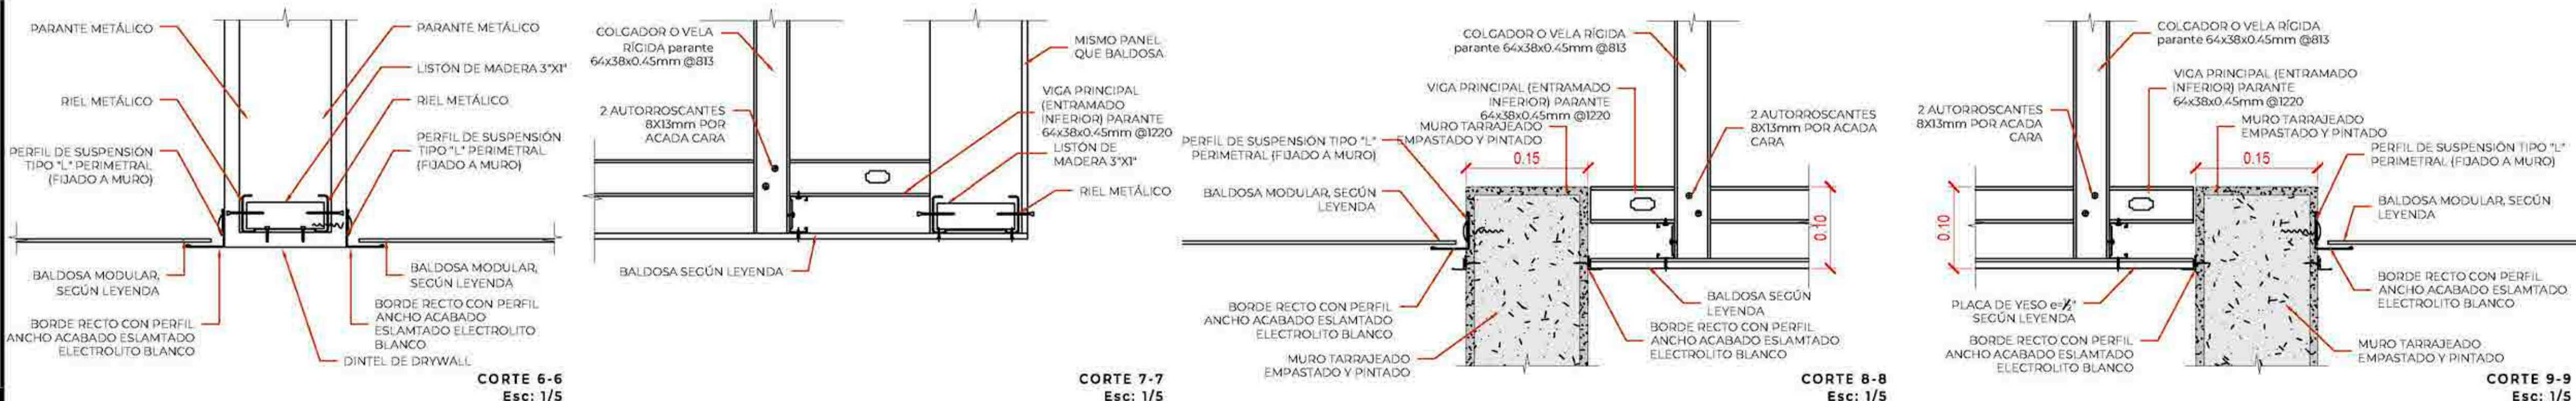 PARANTE METÁLICO
PARANTE METÁLICO
LISTÓN DE MADERA 3"X1"
RIEL METÁLICO
RIEL METÁLICO
PERFIL DE SUSPENSIÓN
TIPO "L" PERIMETRAL
(FIJADO A MURO)
PERFIL DE SUSPENSIÓN
TIPO "L" PERIMETRAL
(FIJADO A MURO)
BALDOSA MODULAR,
SEGÚN LEYENDA
BALDOSA MODULAR,
SEGÚN LEYENDA
BORDE RECTO CON PERFIL
ANCHO ACABADO ESLAMTADO
ELECTROLITO BLANCO
BORDE RECTO CON PERFIL
ANCHO ACABADO
ESLAMTADO ELECTROLITO
BLANCO
DINTEL DE DRYWALL
CORTE 6-6
Esc: 1/5
COLGADOR O VELA
RÍGIDA parante
64x38x0.45mm @813
MISMO PANEL
QUE BALDOSA
2 AUTORROSCANTES
8X13mm POR
ACADA CARA
VIGA PRINCIPAL
(ENTRAMADO
INFERIOR) PARANTE
64x38x0.45mm @1220
LISTÓN DE
MADERA 3"X1"
RIEL METÁLICO
BALDOSA SEGÚN LEYENDA
CORTE 7-7
Esc: 1/5
COLGADOR O VELA RÍGIDA
parante 64x38x0.45mm @813
VIGA PRINCIPAL (ENTRAMADO
INFERIOR) PARANTE
64x38x0.45mm @1220
MURO TARRAJEADO
EMPASTADO Y PINTADO
2 AUTORROSCANTES
8X13mm POR ACADA
CARA
PERFIL DE SUSPENSIÓN TIPO "L"
PERIMETRAL (FIJADO A MURO)
0.15
BALDOSA MODULAR, SEGÚN
LEYENDA
0.10
BALDOSA SEGÚN
LEYENDA
BORDE RECTO CON PERFIL
ANCHO ACABADO ESLAMTADO
ELECTROLITO BLANCO
BORDE RECTO CON PERFIL
ANCHO ACABADO ESLAMTADO
ELECTROLITO BLANCO
MURO TARRAJEADO
EMPASTADO Y PINTADO
CORTE 8-8
Esc: 1/5
COLGADOR O VELA RÍGIDA
parante 64x38x0.45mm @813
VIGA PRINCIPAL (ENTRAMADO
INFERIOR) PARANTE
64x38x0.45mm @1220
2 AUTORROSCANTES
8X13mm POR ACADA
CARA
MURO TARRAJEADO
EMPASTADO Y PINTADO
0.15
PERFIL DE SUSPENSIÓN TIPO "L"
PERIMETRAL (FIJADO A MURO)
BALDOSA MODULAR, SEGÚN
LEYENDA
0.10
PLACA DE YESO e=½"
SEGÚN LEYENDA
BORDE RECTO CON PERFIL
ANCHO ACABADO ESLAMTADO
ELECTROLITO BLANCO
BORDE RECTO CON PERFIL
ANCHO ACABADO ESLAMTADO
ELECTROLITO BLANCO
MURO TARRAJEADO
EMPASTADO Y PINTADO
CORTE 9-9
Esc: 1/5